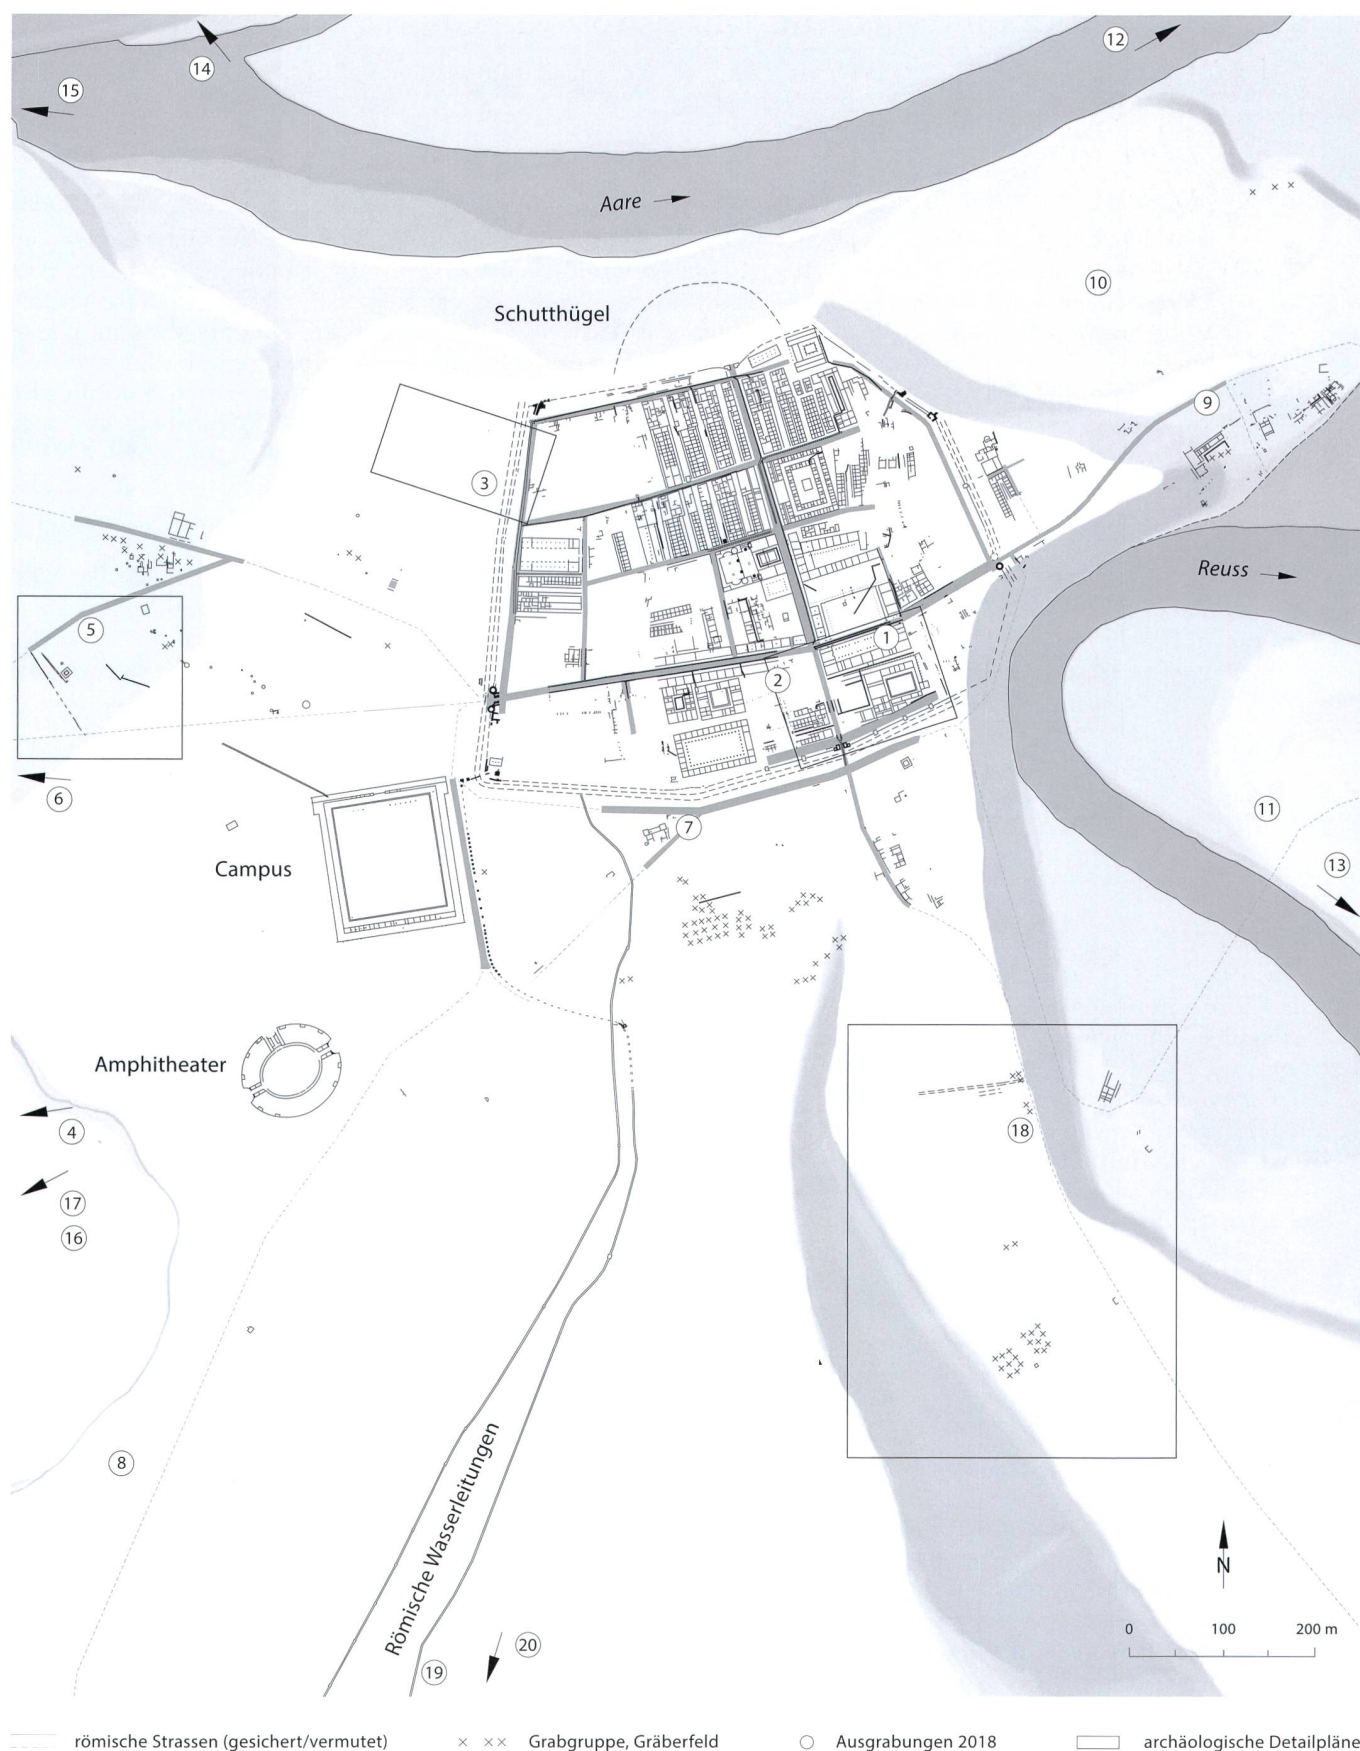 12
14
15
Aare
10
Schutthügel
9
3
Reuss
5
1
2
6
11
7
13
Campus
Amphitheater
4
18
17
16
8
Römische Wasserleitungen
N
0 100 200 m
20
19
römische Strassen (gesichert/vermutet)
Grabgruppe, Gräberfeld
Ausgrabungen 2018
archäologische Detailpläne